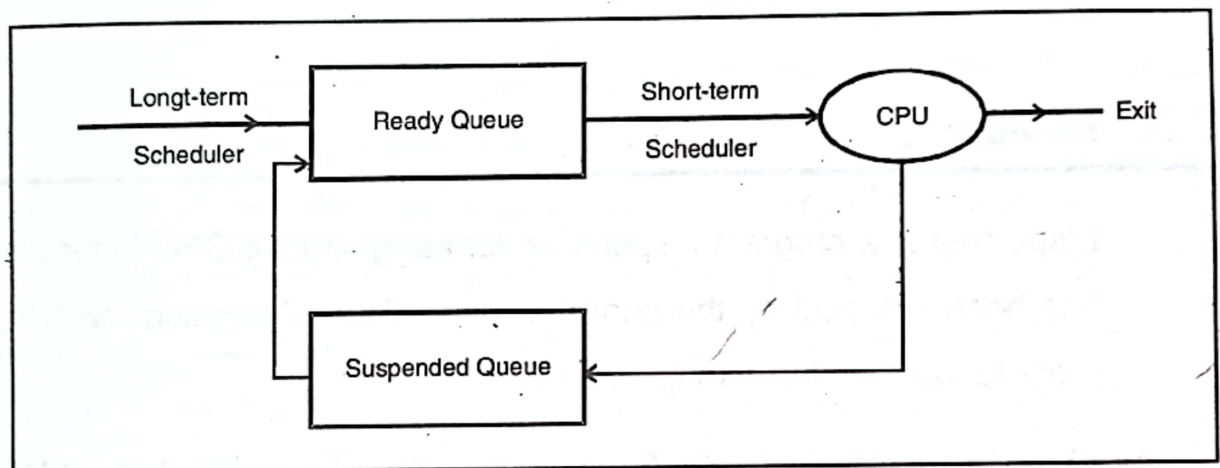 Longt-term
Scheduler
Ready Queue
Short-term
Scheduler
CPU
Exit
Suspended Queue